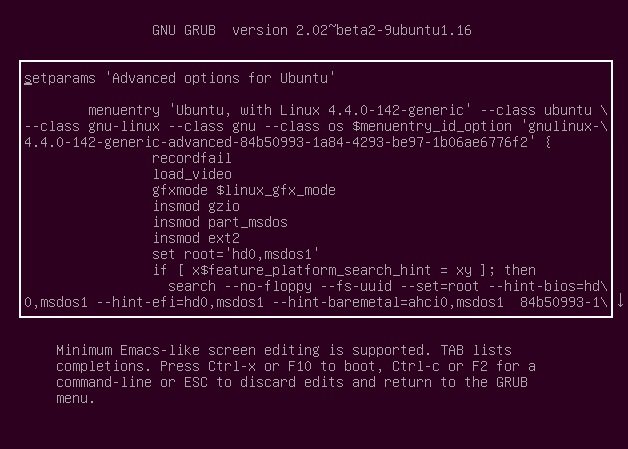 GNU GRUB  version 2.02~beta2-9ubuntu1.16
setparams 'Advanced options for Ubuntu'
menuentry 'Ubuntu, with Linux 4.4.0-142-generic' --class ubuntu \
--class gnu-linux --class gnu --class os $menuentry_id_option 'gnulinux-\
4.4.0-142-generic-advanced-84b50993-1a84-4293-be97-1b06ae6776f2' {
recordfail
load_video
gfxmode $linux_gfx_mode
insmod gzio
insmod part_msdos
insmod ext2
set root='hd0,msdos1'
if [ x$feature_platform_search_hint = xy ]; then
search --no-floppy --fs-uuid --set=root --hint-bios=hd\
0,msdos1 --hint-efi=hd0,msdos1 --hint-baremetal=ahci0,msdos1  84b50993-1\ ↓
Minimum Emacs-like screen editing is supported. TAB lists
completions. Press Ctrl-x or F10 to boot, Ctrl-c or F2 for a
command-line or ESC to discard edits and return to the GRUB
menu.